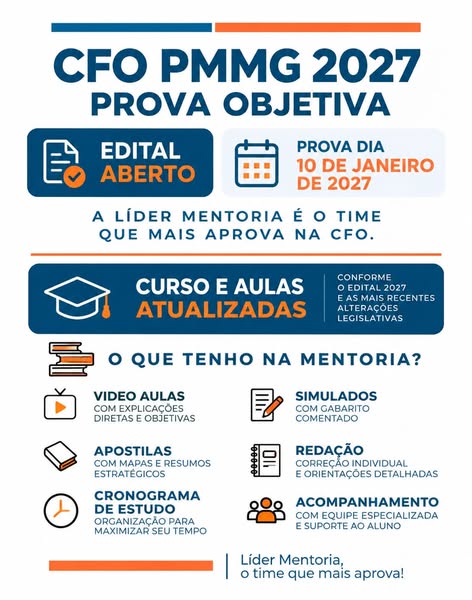 CFO PMMG 2027
PROVA OBJETIVA
EDITAL
ABERTO
PROVA DIA
10 DE JANEIRO
DE 2027
A LÍDER MENTORIA É O TIME
QUE MAIS APROVA NA CFO.
CURSO E AULAS
ATUALIZADAS
CONFORME
O EDITAL 2027
E AS MAIS RECENTES
ALTERAÇÕES
LEGISLATIVAS
O QUE TENHO NA MENTORIA?
VIDEO AULAS
COM EXPLICAÇÕES
DIRETAS E OBJETIVAS
SIMULADOS
COM GABARITO
COMENTADO
APOSTILAS
COM MAPAS E RESUMOS
ESTRATÉGICOS
REDAÇÃO
CORREÇÃO INDIVIDUAL
E ORIENTAÇÕES DETALHADAS
CRONOGRAMA
DE ESTUDO
ORGANIZAÇÃO PARA
MAXIMIZAR SEU TEMPO
ACOMPANHAMENTO
COM EQUIPE ESPECIALIZADA
E SUPORTE AO ALUNO
Líder Mentoria,
o time que mais aprova!